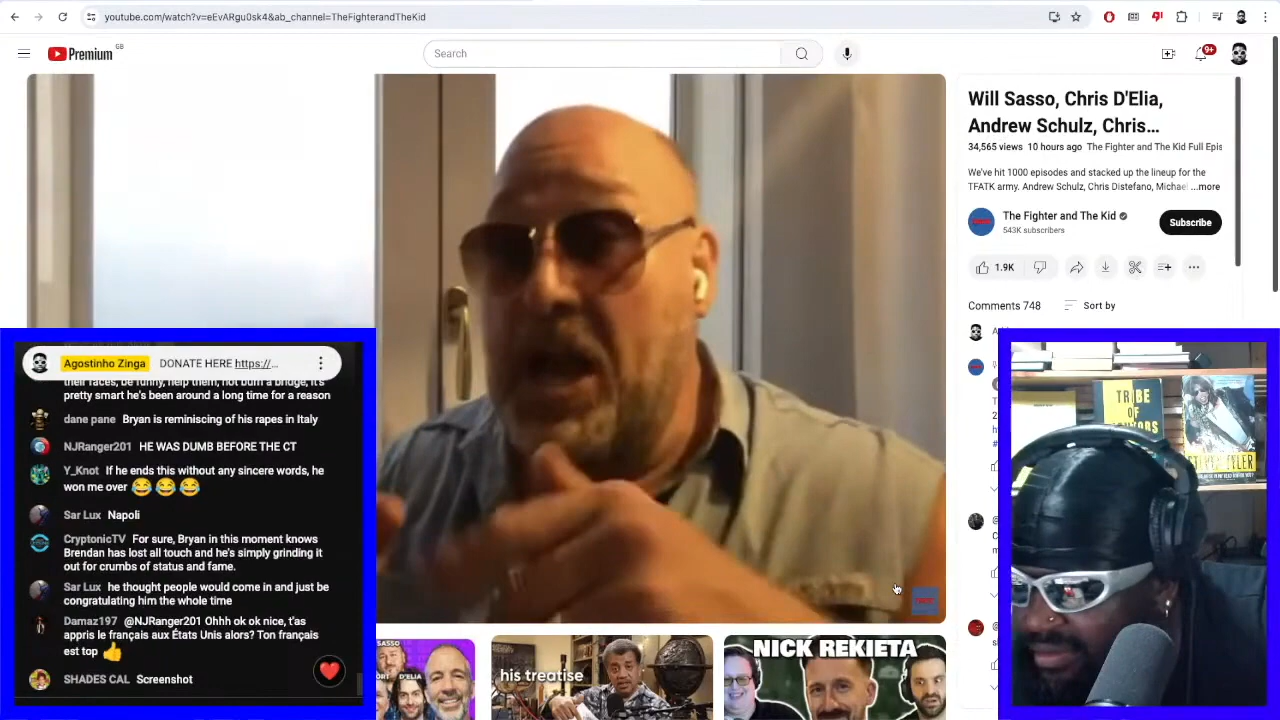 youtube.com/watch?v=eEvARgu0sk4&ab_channel=TheFighterandTheKid
Premium
GB
Search
9+
Will Sasso, Chris D'Elia,
Andrew Schulz, Chris...
34,565 views 10 hours ago The Fighter and The Kid Full Epis
We've hit 1000 episodes and stacked up the lineup for the
TFATK army. Andrew Schulz, Chris Distefano, Michael ...more
The Fighter and The Kid
543K subscribers
Subscribe
1.9K
Comments 748
Sort by
Agostinho Zinga DONATE HERE https://...
their faces, be funny, help them, not burn a bridge, it's
pretty smart he's been around a long time for a reason
dane pane Bryan is reminiscing of his rapes in Italy
NJRanger201 HE WAS DUMB BEFORE THE CT
Y_Knot If he ends this without any sincere words, he
won me over 😂😂😂
Sar Lux Napoli
CryptonicTV For sure, Bryan in this moment knows
Brendan has lost all touch and he's simply grinding it
out for crumbs of status and fame.
Sar Lux he thought people would come in and just be
congratulating him the whole time
Damaz197 @NJRanger201 Ohh ok ok nice, t'as
appris le français aux États Unis alors? Ton français
est top 👍
SHADES CAL Screenshot
TRIBE
OF
SASSO
D'ELIA
his treatise
NICK REKIETA